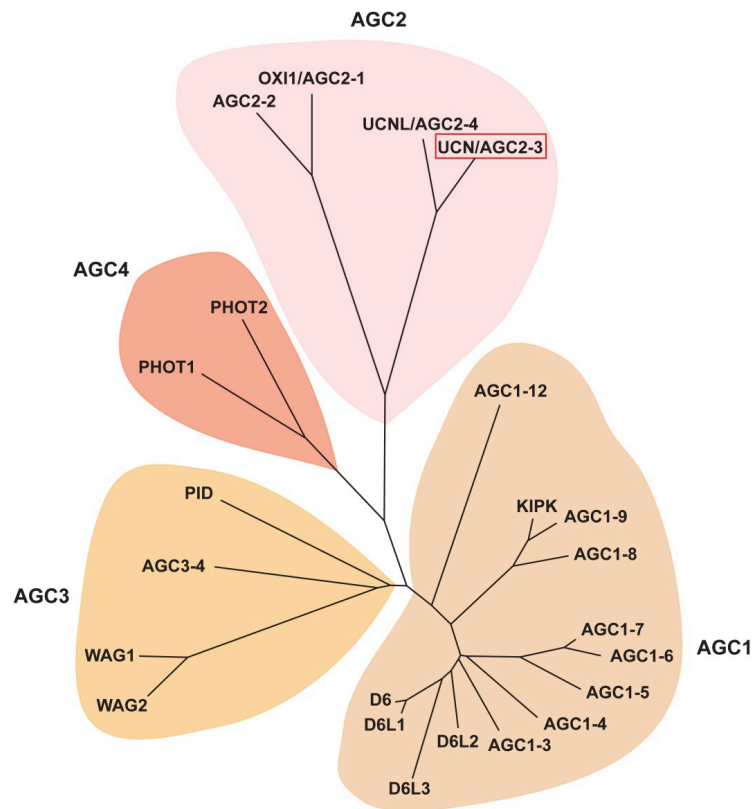 AGC2
OXI1/AGC2-1
AGC2-2
UCNL/AGC2-4
UCN/AGC2-3
AGC4
PHOT2
PHOT1
AGC1-12
PID
KIPK
AGC1-9
AGC1-8
AGC3-4
AGC3
AGC1-7
AGC1
WAG1
AGC1-6
AGC1-5
WAG2
D6
D6L1
AGC1-4
D6L2
AGC1-3
D6L3